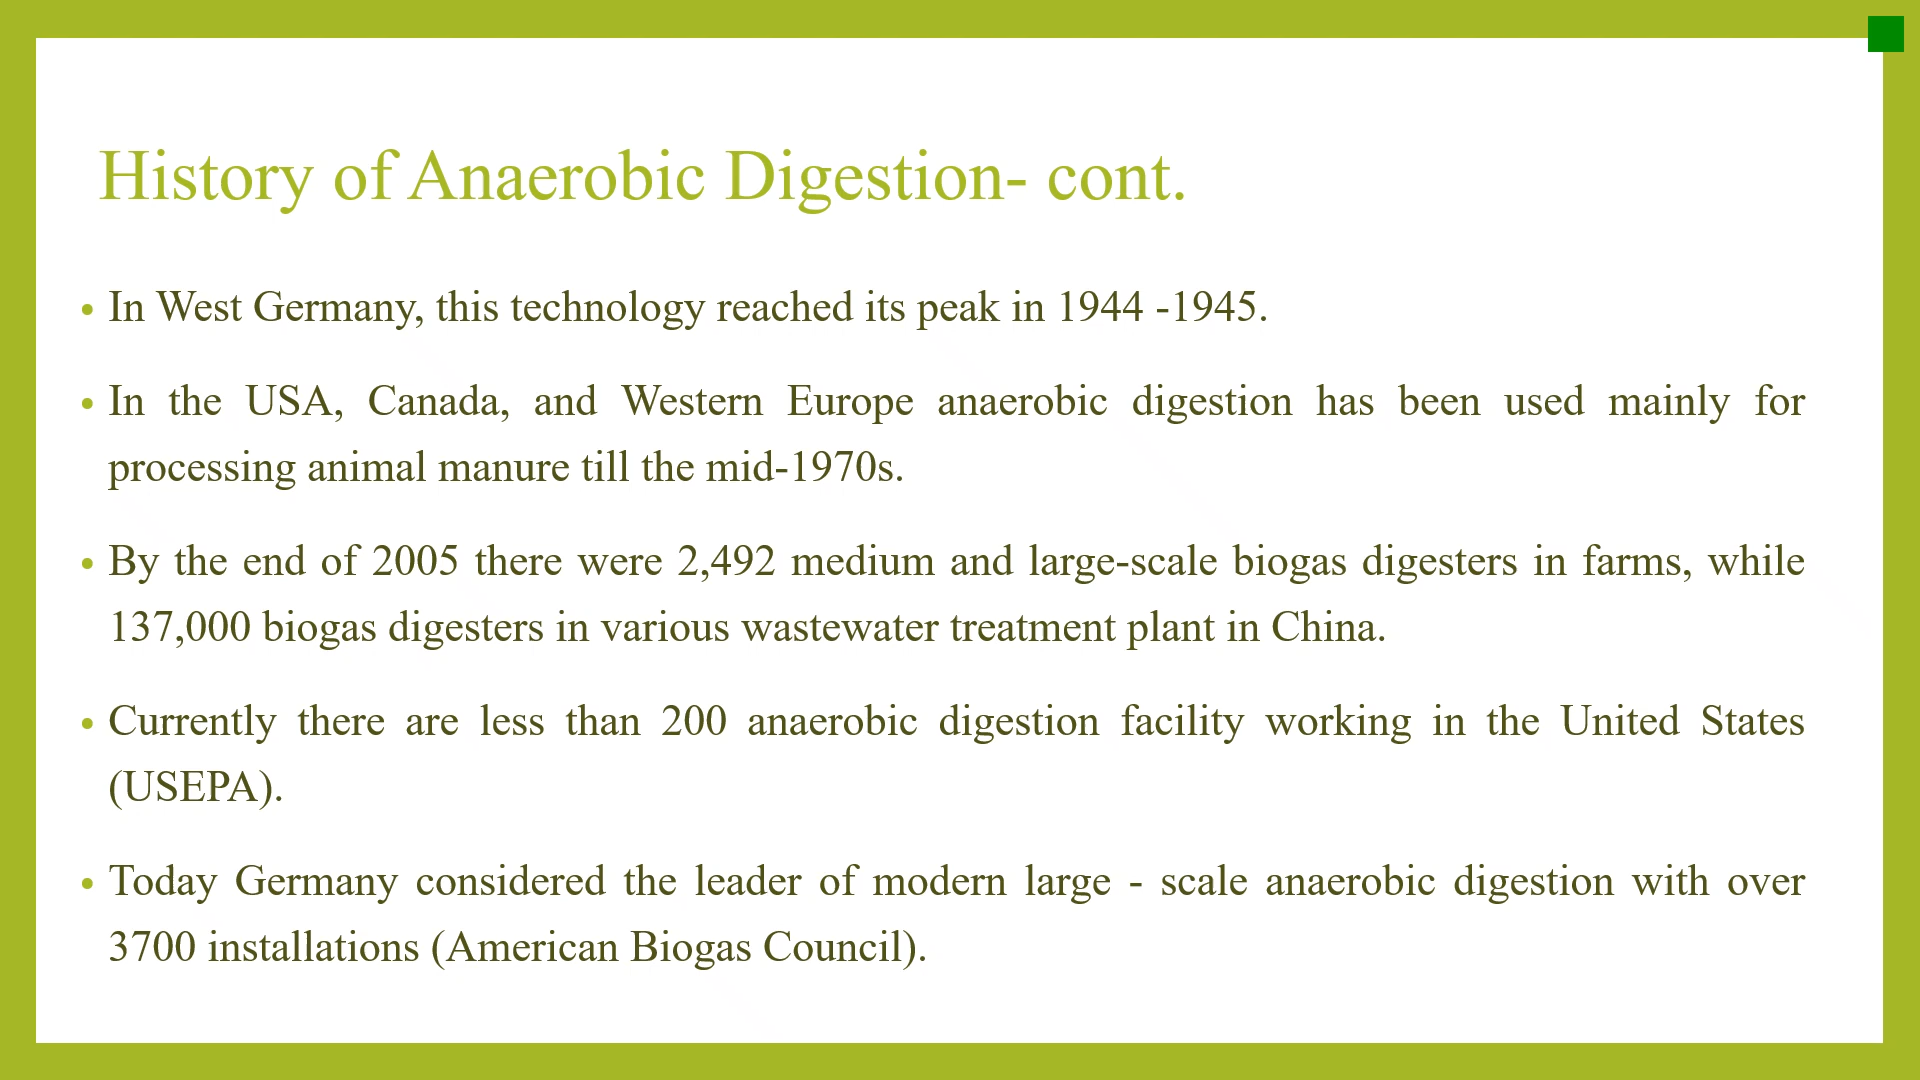 History of Anaerobic Digestion- cont.
• In West Germany, this technology reached its peak in 1944 -1945.
• In the USA, Canada, and Western Europe anaerobic digestion has been used mainly for
processing animal manure till the mid-1970s.
• By the end of 2005 there were 2,492 medium and large-scale biogas digesters in farms, while
137,000 biogas digesters in various wastewater treatment plant in China.
• Currently there are less than 200 anaerobic digestion facility working in the United States
(USEPA).
• Today Germany considered the leader of modern large - scale anaerobic digestion with over
3700 installations (American Biogas Council).